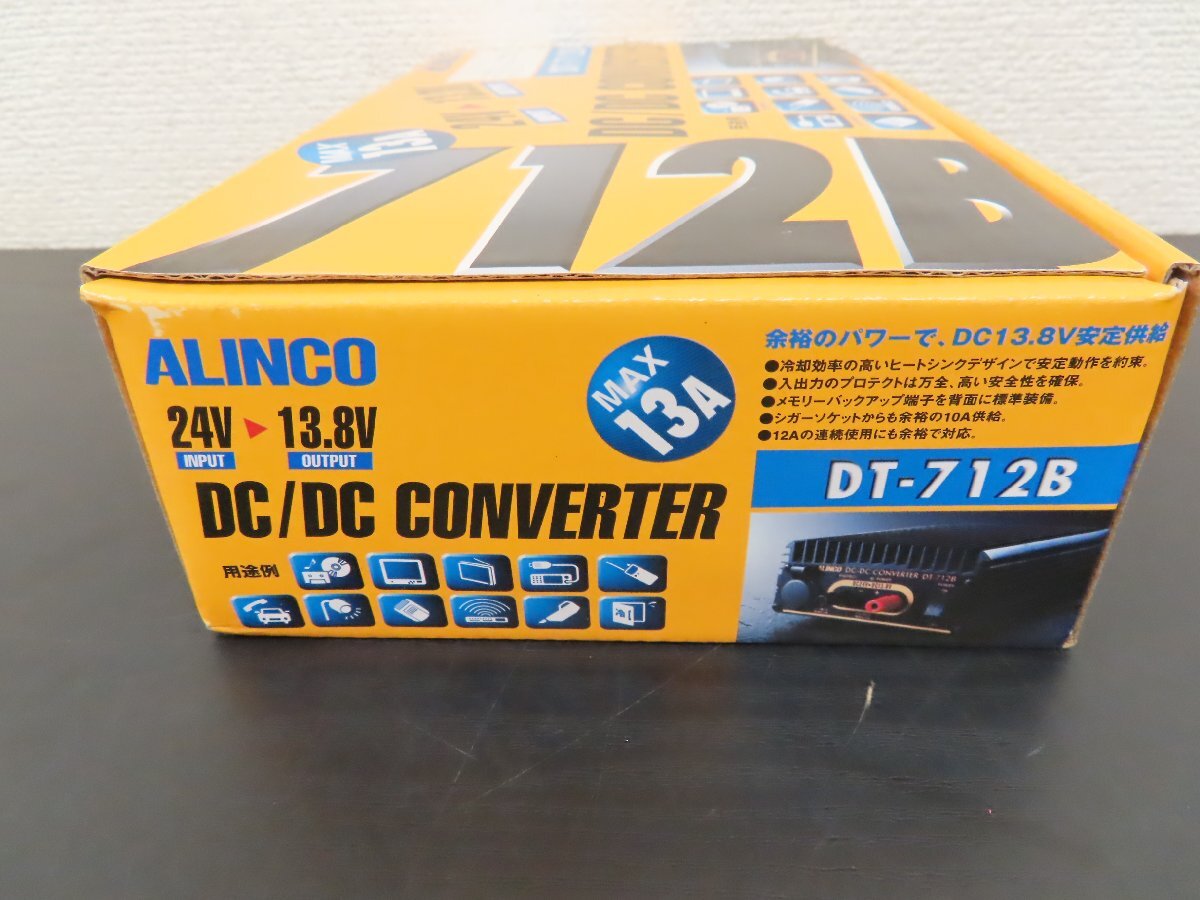 712B
MAX
13A
DC/DC CONVERTER
ALINCO
24V 13.8V
INPUT OUTPUT
DC/DC CONVERTER
用途例
MAX
13A
余裕のパワーで、DC13.8V安定供給
●冷却効率の高いヒートシンクデザインで安定動作を約束。
●入出力のプロテクトは万全、高い安全性を確保。
●メモリーバックアップ端子を背面に標準装備。
●シガーソケットからも余裕の10A供給。
●12Aの連続使用にも余裕で対応。
DT-712B
ALINCO DC-DC CONVERTER DT-712B